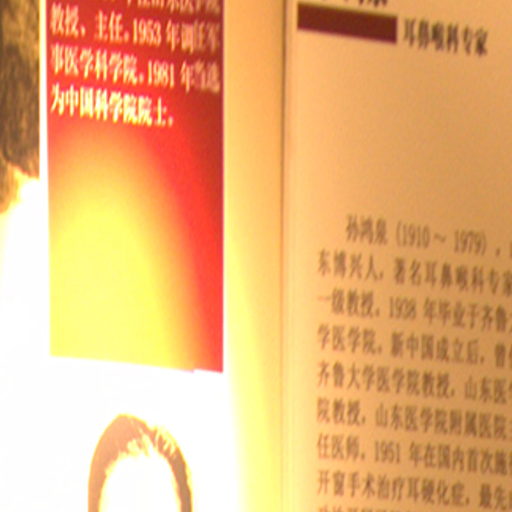 教授、主任。1953 年调任军
事医学科学院。1981 年当选
为中国科学院院士。
耳鼻喉科专家
孙鸿泉（1910～1979），
东博兴人，著名耳鼻喉科专家
一级教授。1938 年毕业于齐鲁
学医学院。新中国成立后，曾
齐鲁大学医学院教授，山东医
院教授，山东医学院附属医院
任医师。1951 年在国内首次施
开窗手术治疗耳硬化症，最先